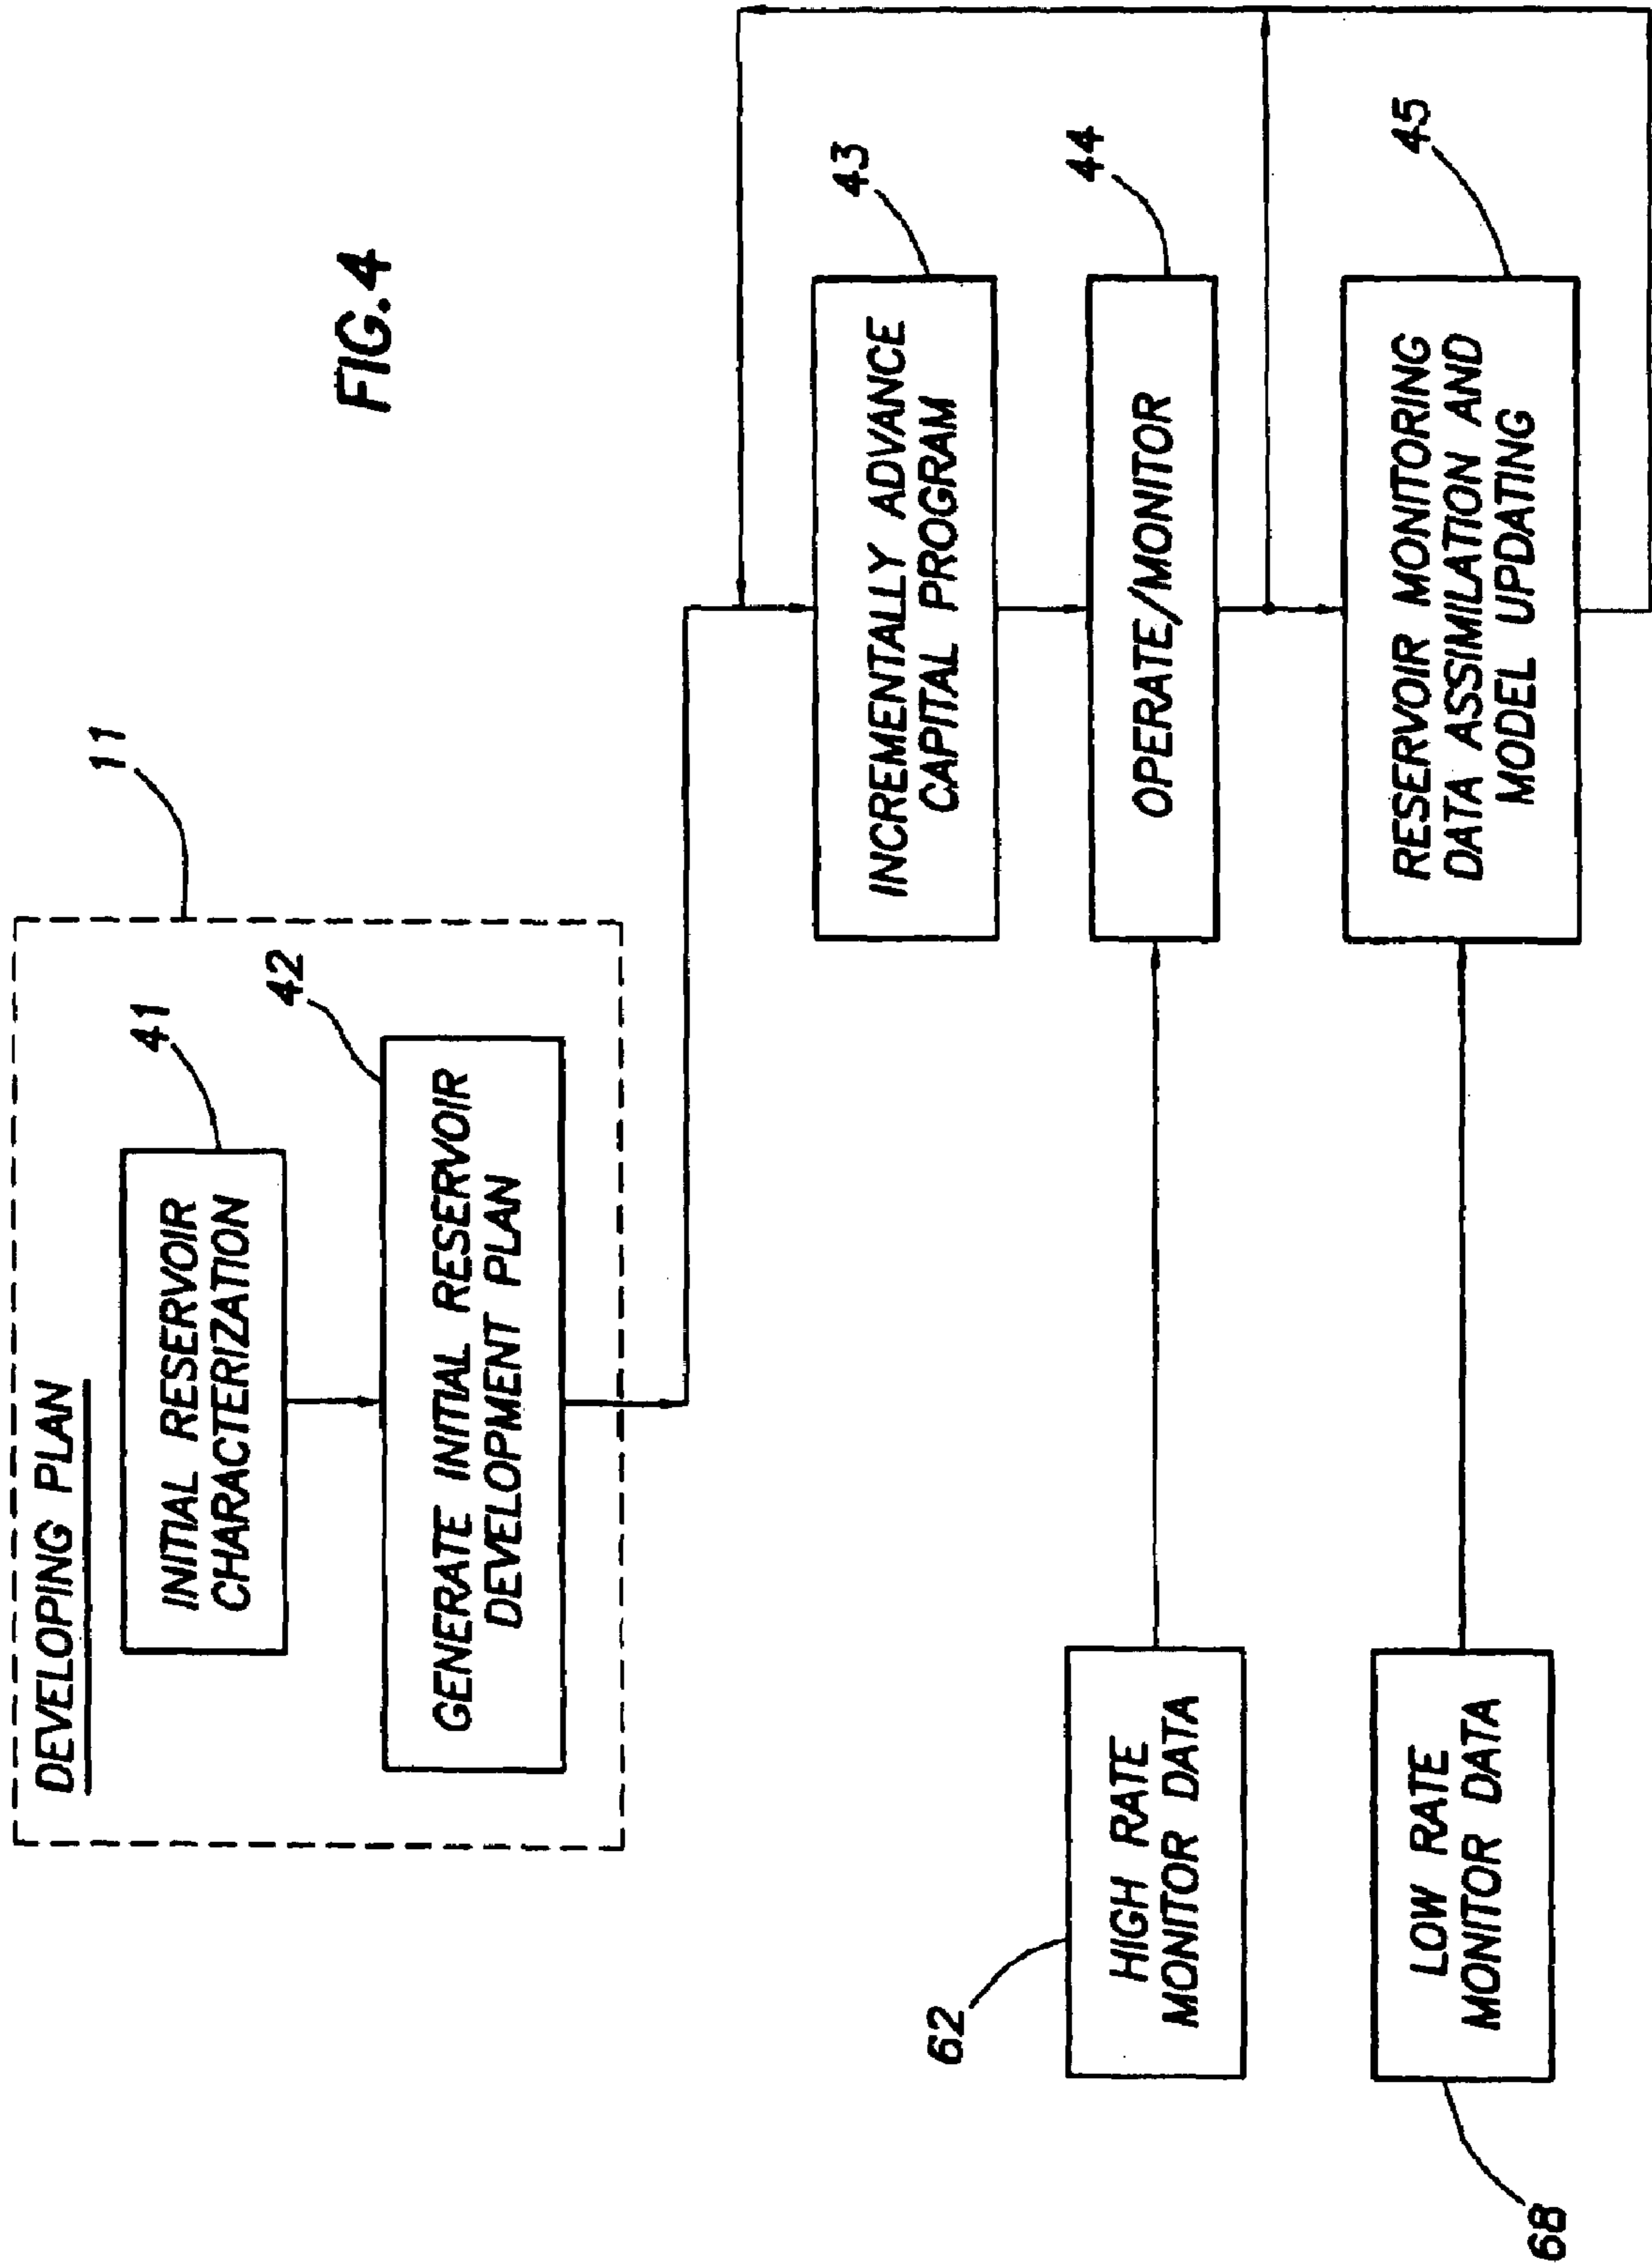 DEVELOPING PLAN
11
INITIAL RESERVOIR
CHARACTERIZATION
41
GENERATE INITIAL RESERVOIR
DEVELOPMENT PLAN
42
FIG.4
INCREMENTALLY ADVANCE
CAPITAL PROGRAM
43
62
HIGH RATE
MONITOR DATA
OPERATE/MONITOR
44
68
LOW RATE
MONITOR DATA
RESERVOIR MONITORING
DATA ASSIMILATION AND
MODEL UPDATING
45